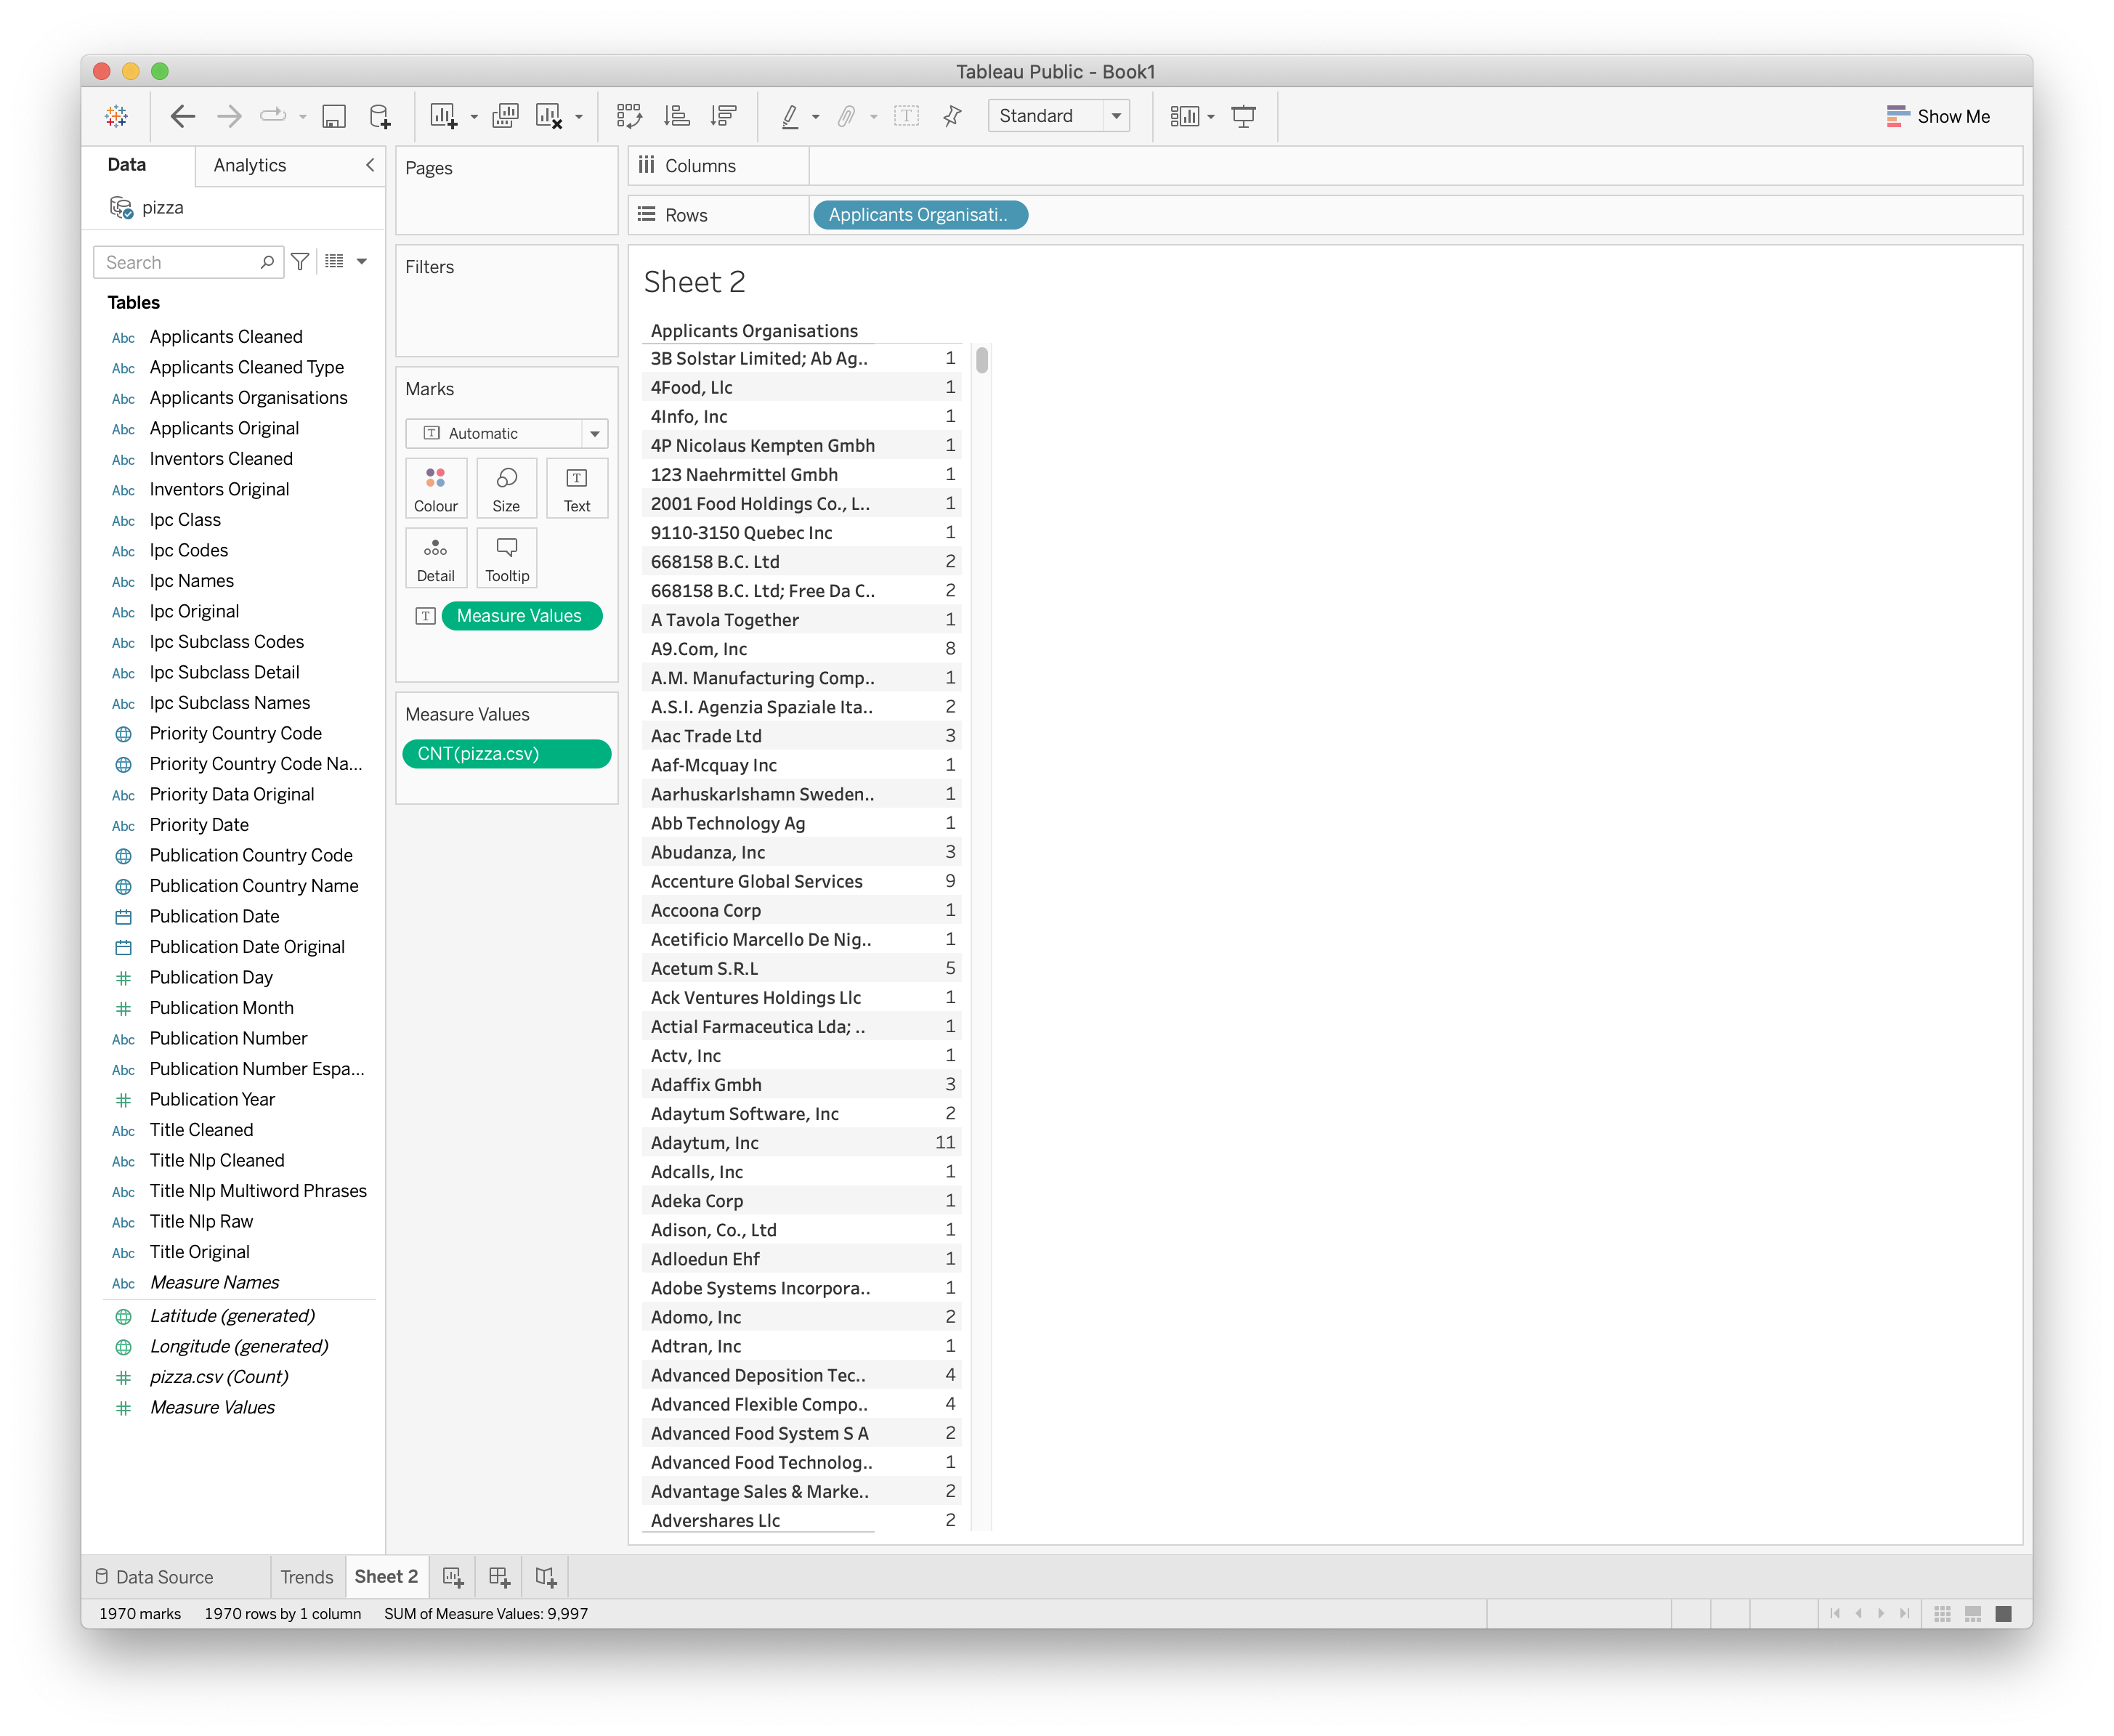 Tableau Public - Book1
Standard
Show Me
Data
Analytics
pizza
Search
Tables
Abc Applicants Cleaned
Abc Applicants Cleaned Type
Abc Applicants Organisations
Abc Applicants Original
Abc Inventors Cleaned
Abc Inventors Original
Abc Ipc Class
Abc Ipc Codes
Abc Ipc Names
Abc Ipc Original
Abc Ipc Subclass Codes
Abc Ipc Subclass Detail
Abc Ipc Subclass Names
Priority Country Code
Priority Country Code Na...
Abc Priority Data Original
Abc Priority Date
Publication Country Code
Publication Country Name
Publication Date
Publication Date Original
# Publication Day
# Publication Month
Abc Publication Number
Abc Publication Number Espa...
# Publication Year
Abc Title Cleaned
Abc Title Nlp Cleaned
Abc Title Nlp Multiword Phrases
Abc Title Nlp Raw
Abc Title Original
Abc Measure Names
Latitude (generated)
Longitude (generated)
# pizza.csv (Count)
# Measure Values
Pages
Filters
Marks
T Automatic
Colour
Size
T Text
Detail
Tooltip
T Measure Values
Measure Values
CNT(pizza.csv)
Columns
Rows
Applicants Organisati..
Sheet 2
Applicants Organisations
3B Solstar Limited; Ab Ag.. 1
4Food, Llc 1
4Info, Inc 1
4P Nicolaus Kempten Gmbh 1
123 Naehrmittel Gmbh 1
2001 Food Holdings Co., L.. 1
9110-3150 Quebec Inc 1
668158 B.C. Ltd 2
668158 B.C. Ltd; Free Da C.. 2
A Tavola Together 1
A9.Com, Inc 8
A.M. Manufacturing Comp.. 1
A.S.I. Agenzia Spaziale Ita.. 2
Aac Trade Ltd 3
Aaf-Mcquay Inc 1
Aarhuskarlshamn Sweden.. 1
Abb Technology Ag 1
Abudanza, Inc 3
Accenture Global Services 9
Accoona Corp 1
Acetificio Marcello De Nig.. 1
Acetum S.R.L 5
Ack Ventures Holdings Llc 1
Actial Farmaceutica Lda; .. 1
Actv, Inc 1
Adaffix Gmbh 3
Adaytum Software, Inc 2
Adaytum, Inc 11
Adcalls, Inc 1
Adeka Corp 1
Adison, Co., Ltd 1
Adloedun Ehf 1
Adobe Systems Incorpora.. 1
Adomo, Inc 2
Adtran, Inc 1
Advanced Deposition Tec.. 4
Advanced Flexible Compo.. 4
Advanced Food System S A 2
Advanced Food Technolog.. 1
Advantage Sales & Marke.. 2
Advershares Llc 2
Data Source
Trends
Sheet 2
1970 marks
1970 rows by 1 column
SUM of Measure Values: 9,997